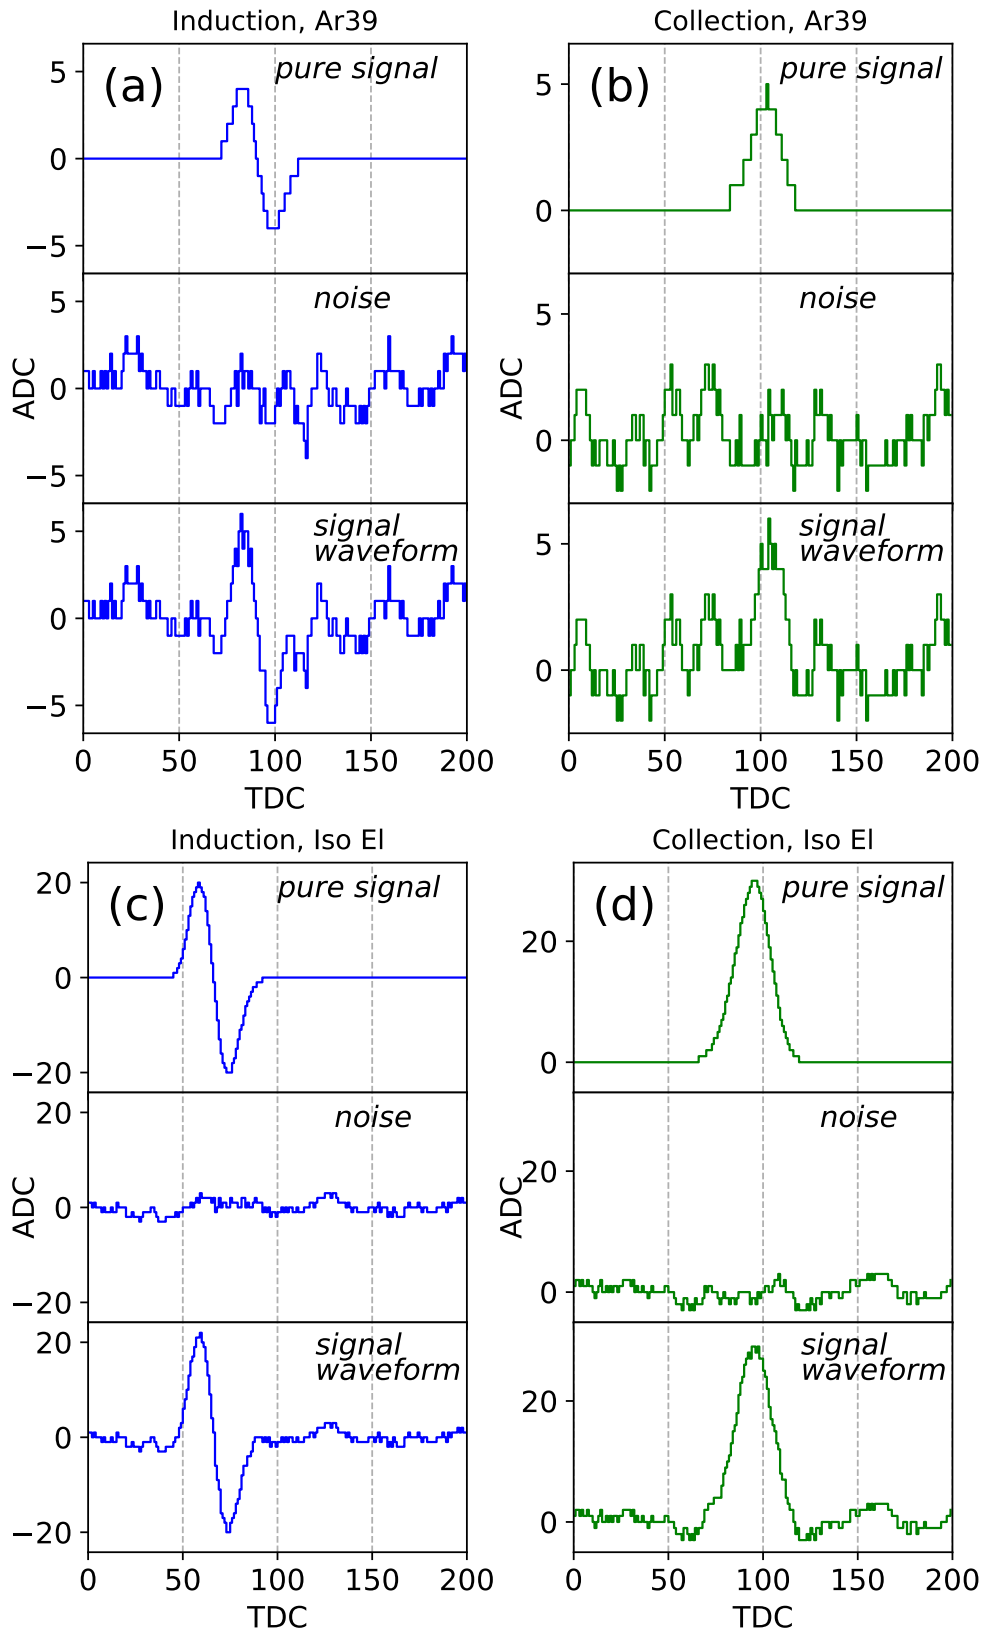 Induction, Ar39
(a)
pure signal
5
0
−5
noise
5
0
−5
ADC
signal
waveform
5
0
−5
0 50 100 150 200
TDC
Collection, Ar39
(b)
pure signal
5
0
noise
5
0
ADC
signal
waveform
5
0
0 50 100 150 200
TDC
Induction, Iso El
(c)
pure signal
20
0
−20
noise
20
0
−20
ADC
signal
waveform
20
0
−20
0 50 100 150 200
TDC
Collection, Iso El
(d)
pure signal
20
0
noise
20
0
ADC
signal
waveform
20
0
0 50 100 150 200
TDC